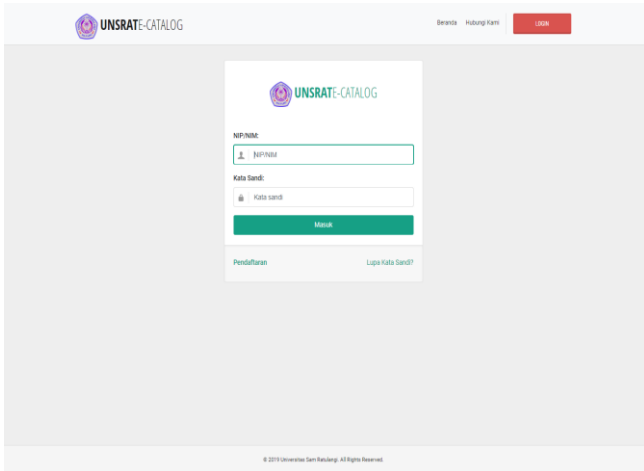 UNSRATE-CATALOG
Beranda Hubungi Kami LOGIN
UNSRATE-CATALOG
NIP/NIM:
NIP/NIM
Kata Sandi:
Kata sandi
Masuk
Pendaftaran Lupa Kata Sandi?
© 2019 Universitas Sam Ratulangi. All Rights Reserved.